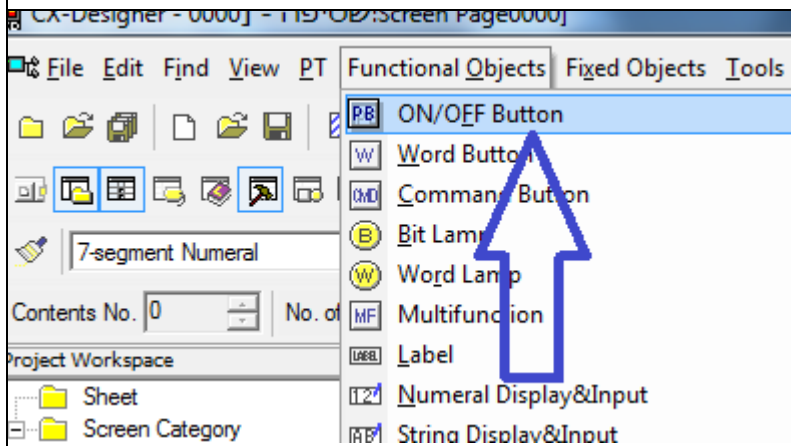 CX-Designer - 0000] - [שסי־פח:Screen Page0000]
File Edit Find View PT Functional Objects Fixed Objects Tools
PB ON/OFF Button
W Word Button
CMD Command Button
B Bit Lamp
7-segment Numeral
W Word Lamp
Contents No. 0 No. of
MF Multifunction
Project Workspace
LABEL Label
Sheet
Numeral Display&Input
Screen Category
String Display&Input